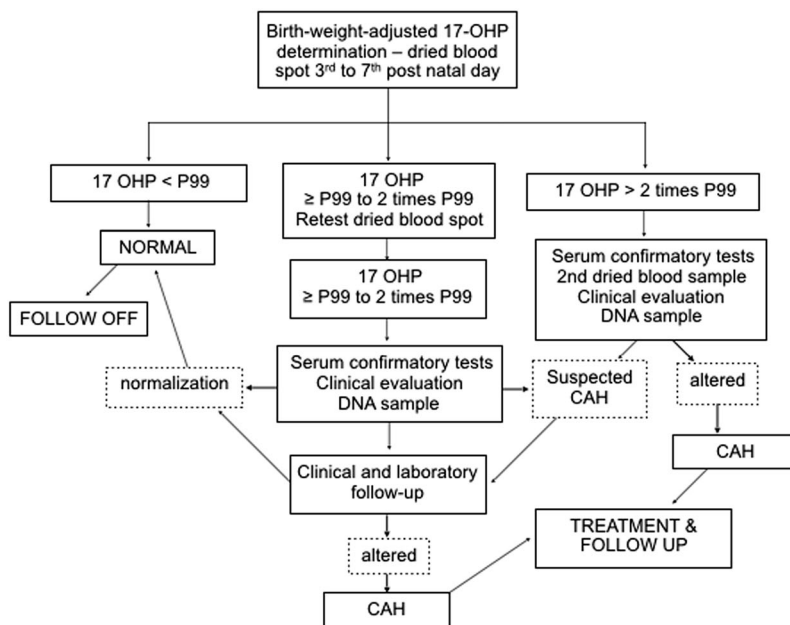 Birth-weight-adjusted 17-OHP
determination – dried blood
spot 3rd to 7th post natal day
17 OHP < P99
17 OHP
≥ P99 to 2 times P99
Retest dried blood spot
17 OHP > 2 times P99
NORMAL
Serum confirmatory tests
2nd dried blood sample
Clinical evaluation
DNA sample
17 OHP
≥ P99 to 2 times P99
FOLLOW OFF
normalization
Serum confirmatory tests
Clinical evaluation
DNA sample
Suspected
CAH
altered
CAH
Clinical and laboratory
follow-up
TREATMENT &
FOLLOW UP
altered
CAH